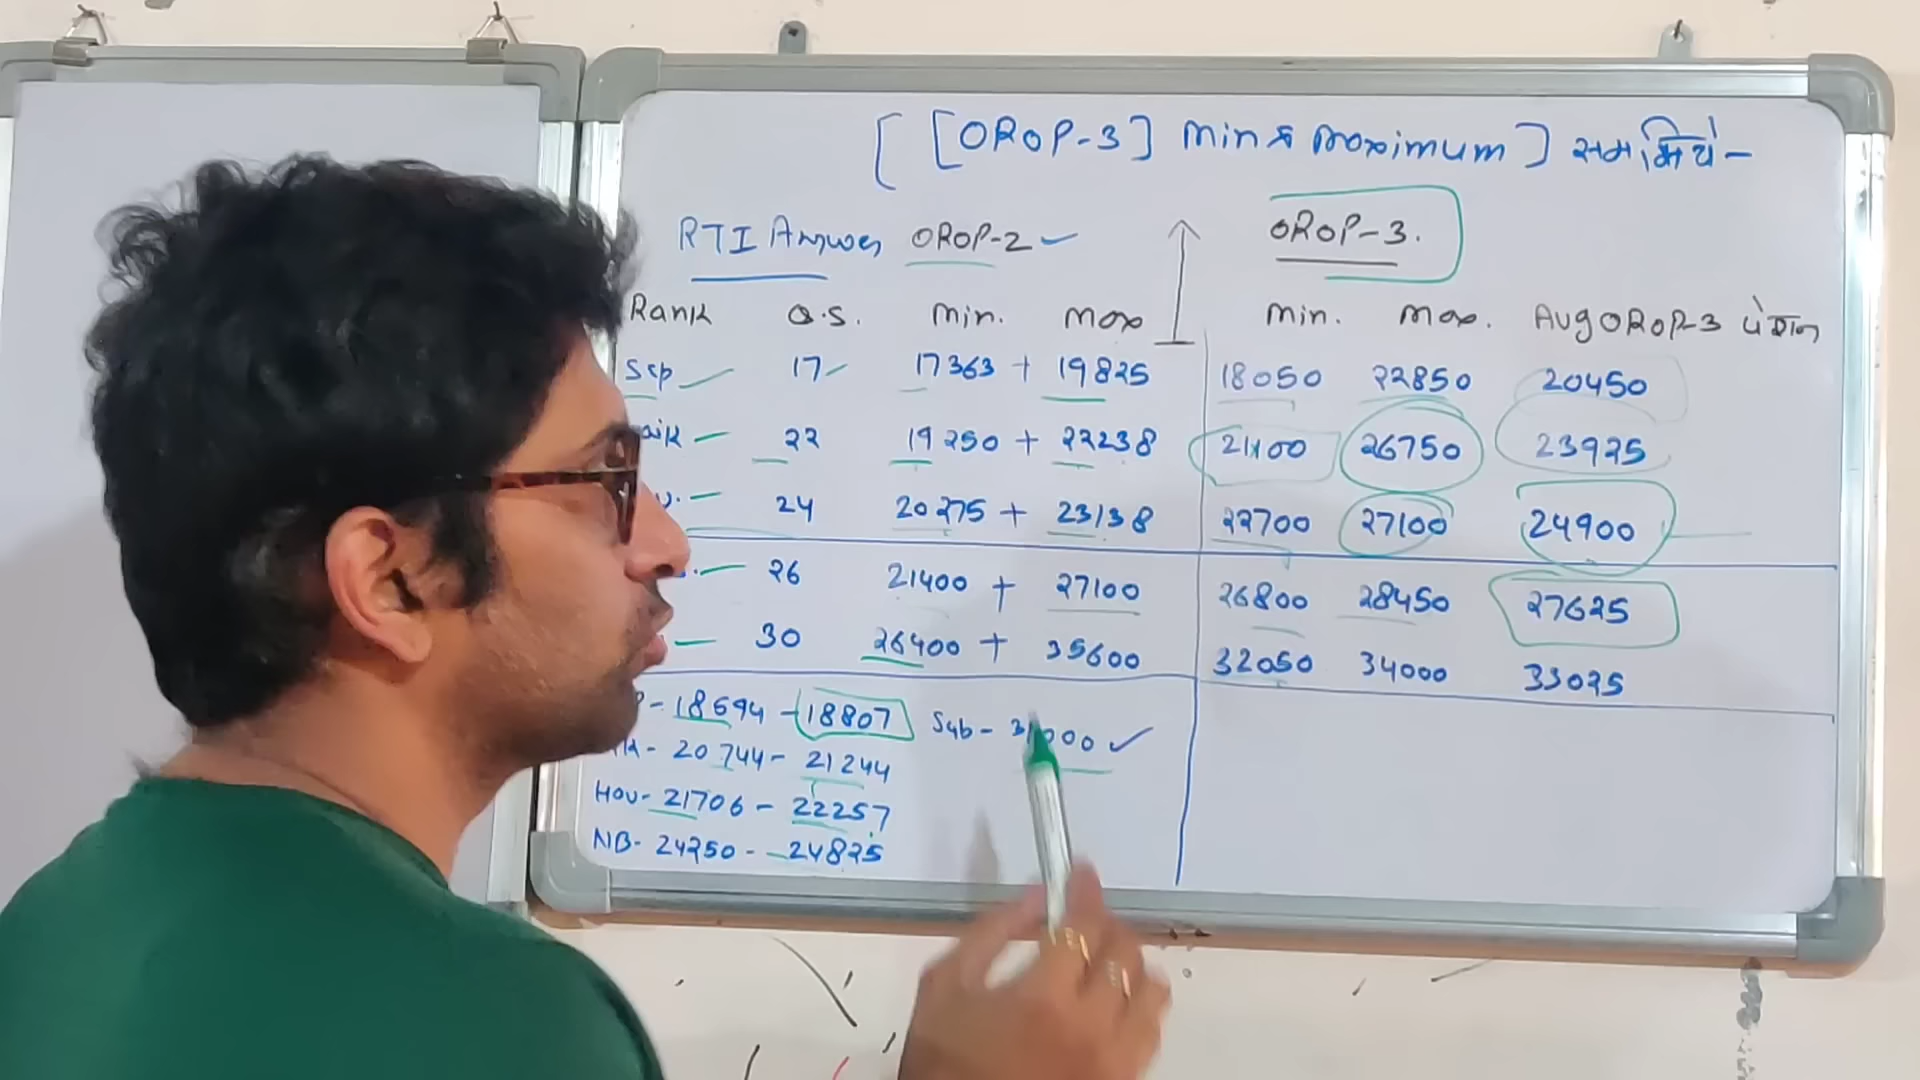 [ [OROP-3] Min & Maximum ] समझिये -
RTI Answer OROP-2 ✓
OROP-3.
Rank Q.S. Min. Max Min. Max. Avg OROP-3 पेंशन
Sep 17 17363 + 19825 18050 22850 20450
aik 22 19250 + 22238 21100 26750 23925
24 20275 + 23138 22700 27100 24900
26 21400 + 27100 26800 28450 27625
30 26400 + 35600 32050 34000 33025
- 18694 - 18807 Sub - 31000 ✓
- 20744 - 21244
Hav - 21706 - 22257
NB - 24250 - 24825